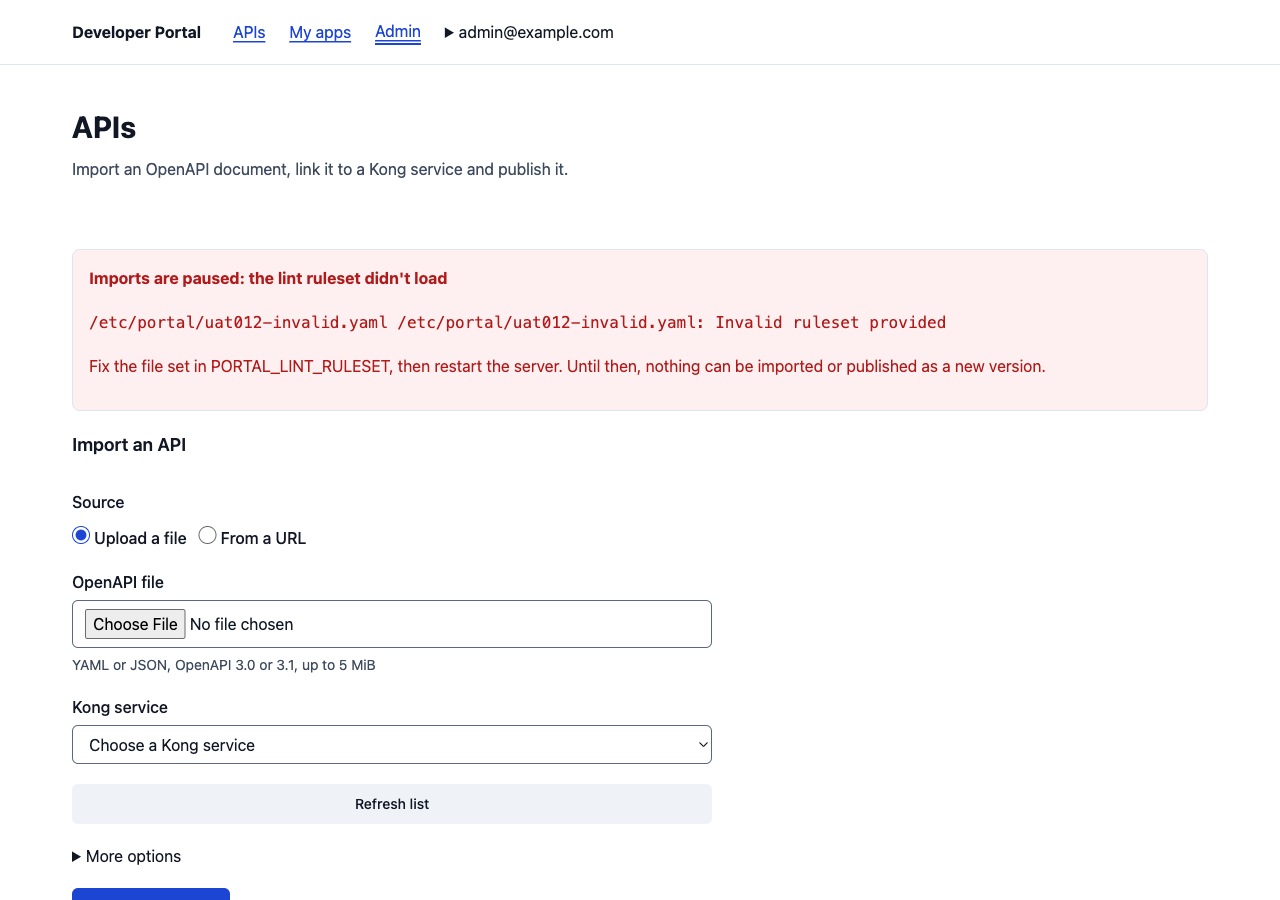 Developer Portal APIs My apps Admin ▶ admin@example.com
APIs
Import an OpenAPI document, link it to a Kong service and publish it.
Imports are paused: the lint ruleset didn't load
/etc/portal/uat012-invalid.yaml /etc/portal/uat012-invalid.yaml: Invalid ruleset provided
Fix the file set in PORTAL_LINT_RULESET, then restart the server. Until then, nothing can be imported or published as a new version.
Import an API
Source
Upload a file From a URL
OpenAPI file
Choose File No file chosen
YAML or JSON, OpenAPI 3.0 or 3.1, up to 5 MiB
Kong service
Choose a Kong service
Refresh list
▶ More options